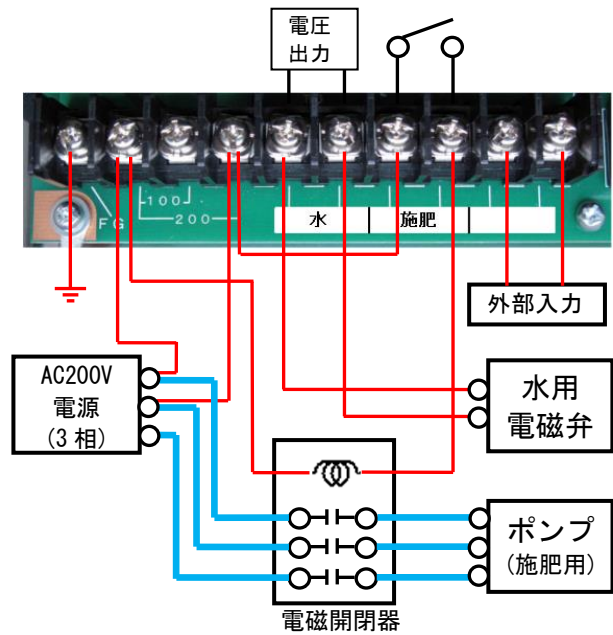 電圧
出力
FG
100
200
水
施肥
外部入力
AC200V
電源
(3相)
水用
電磁弁
ポンプ
(施肥用)
電磁開閉器